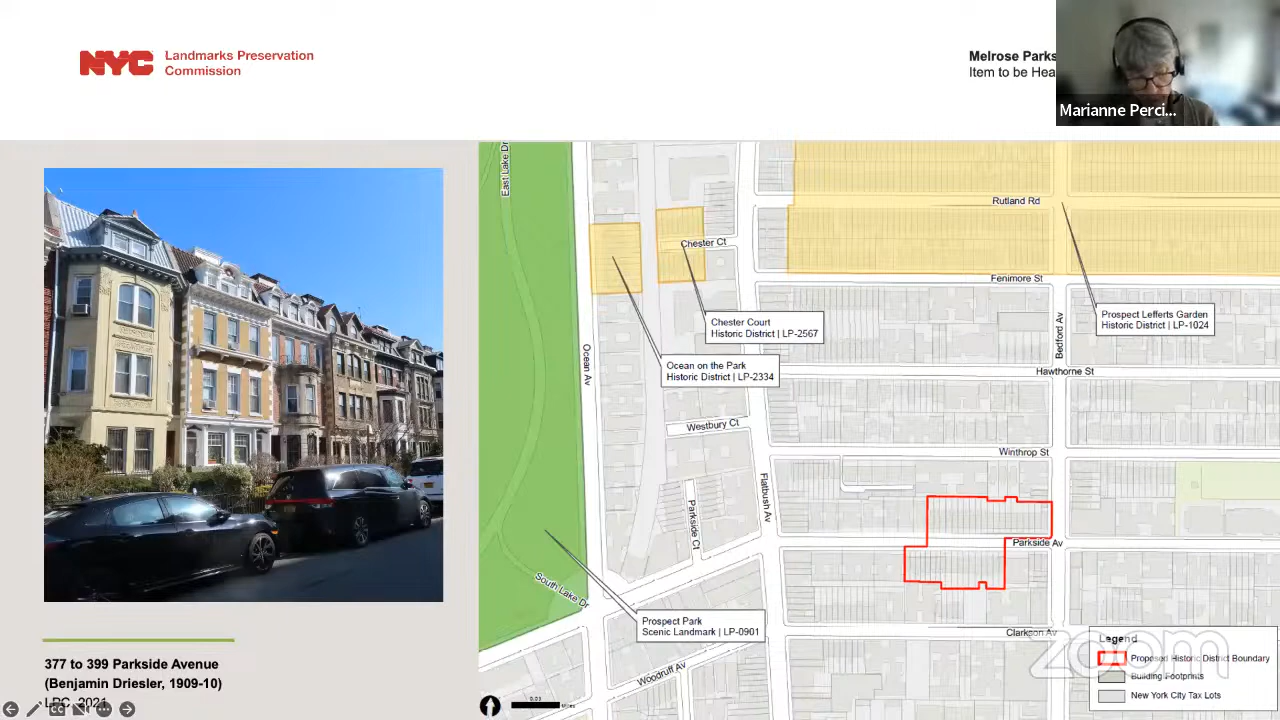 NYC
Landmarks Preservation
Commission
Melrose Parks
Item to be Hea
Marianne Perci...
East Lake Dr
Rutland Rd
Chester Ct
Fenimore St
Chester Court
Historic District | LP-2567
Prospect Lefferts Garden
Historic District | LP-1024
Bedford Av
Ocean Av
Ocean on the Park
Historic District | LP-2334
Hawthorne St
Westbury Ct
Winthrop St
Flatbush Av
Parkside Ct
Parkside Av
South Lake Dr
Prospect Park
Scenic Landmark | LP-0901
Clarkson Av
Woodruff Av
Legend
Proposed Historic District Boundary
Building Footprints
New York City Tax Lots
zoom
377 to 399 Parkside Avenue
(Benjamin Driesler, 1909-10)
LPC, 2024